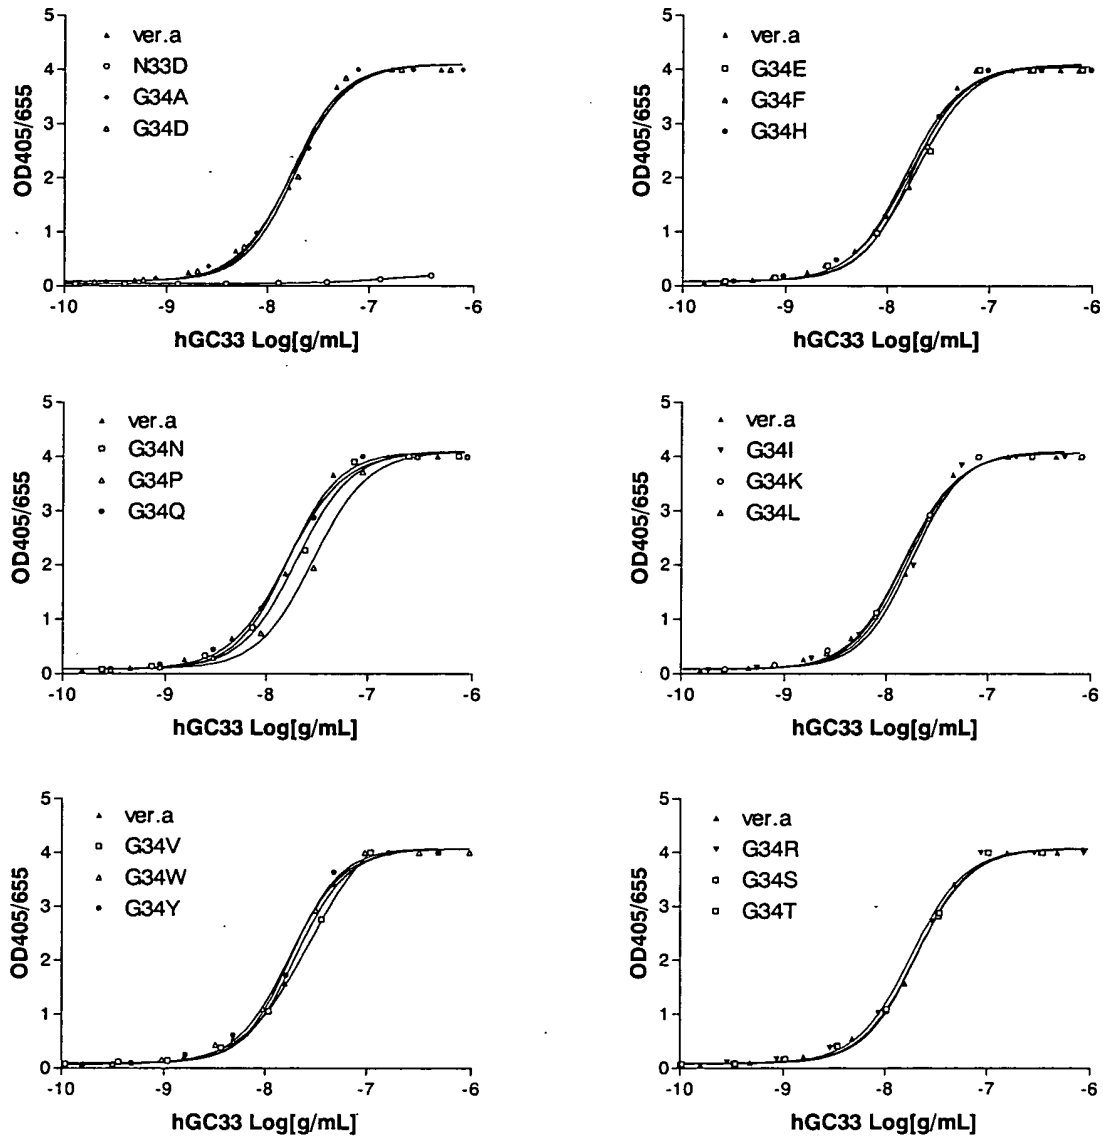 5
4
3
2
1
0
OD405/655
ver.a
N33D
G34A
G34D
-10
-9
-8
-7
-6
hGC33 Log[g/mL]
5
4
3
2
1
0
OD405/655
ver.a
G34E
G34F
G34H
-10
-9
-8
-7
-6
hGC33 Log[g/mL]
5
4
3
2
1
0
OD405/655
ver.a
G34N
G34P
G34Q
-10
-9
-8
-7
-6
hGC33 Log[g/mL]
5
4
3
2
1
0
OD405/655
ver.a
G34I
G34K
G34L
-10
-9
-8
-7
-6
hGC33 Log[g/mL]
5
4
3
2
1
0
OD405/655
ver.a
G34V
G34W
G34Y
-10
-9
-8
-7
-6
hGC33 Log[g/mL]
5
4
3
2
1
0
OD405/655
ver.a
G34R
G34S
G34T
-10
-9
-8
-7
-6
hGC33 Log[g/mL]